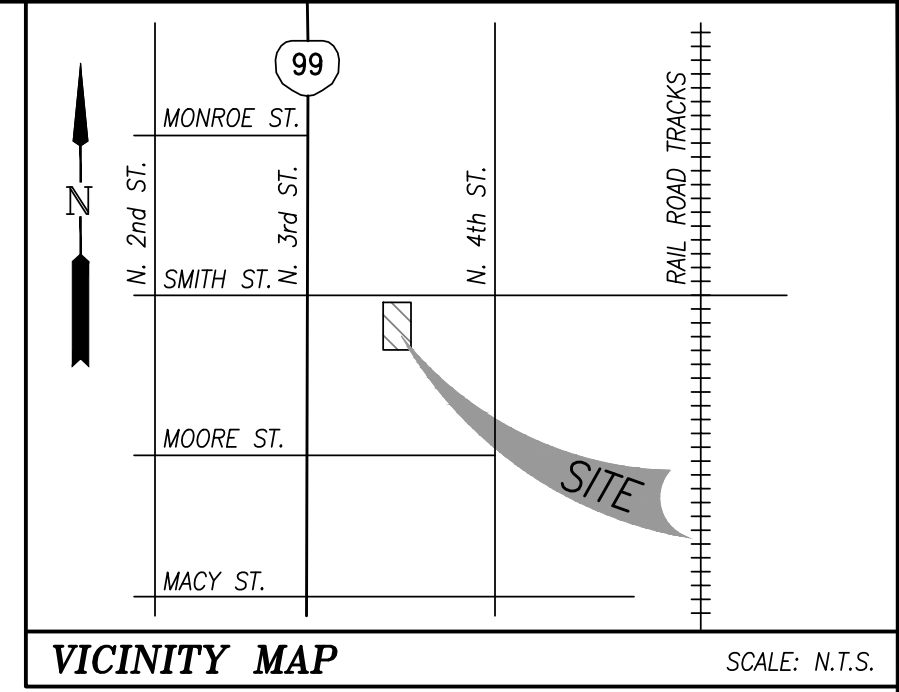 99
MONROE ST.
N
N. 2nd ST.
N. 3rd ST.
N. 4th ST.
RAIL ROAD TRACKS
SMITH ST.
MOORE ST.
SITE
MACY ST.
VICINITY MAP
SCALE: N.T.S.